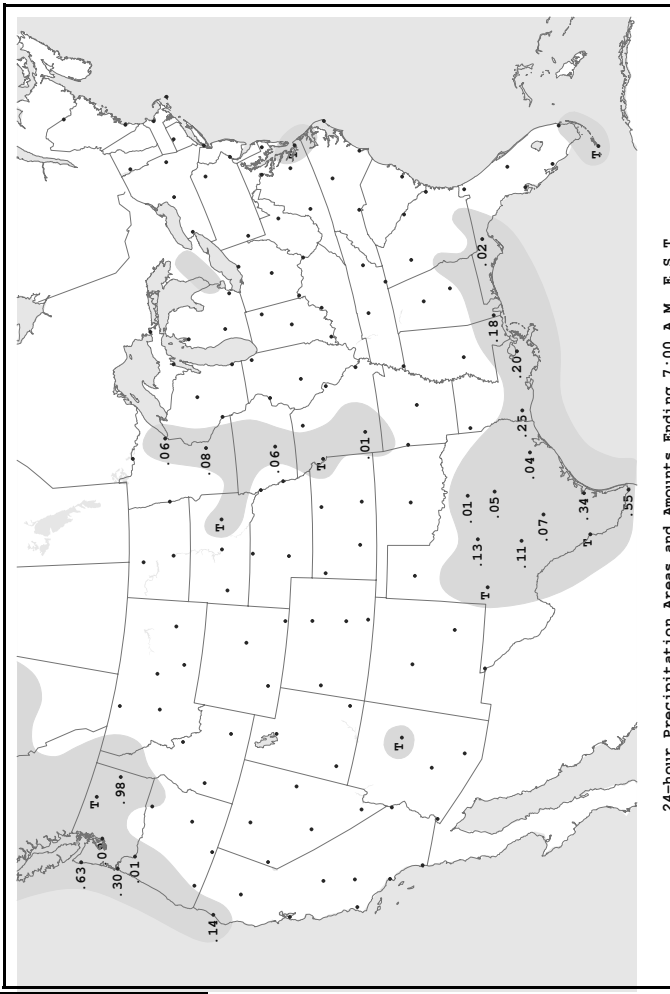 .63
T
.30 .98
.01
.06
.08
.14 T
.06
T
T
.01
T
.01
.13 .02
T .18
.05
.20
.11 .25
.04
.07
.34
T
T
.55
24-hour Precipitation Areas and Amounts Ending 7:00 A.M. E.S.T.